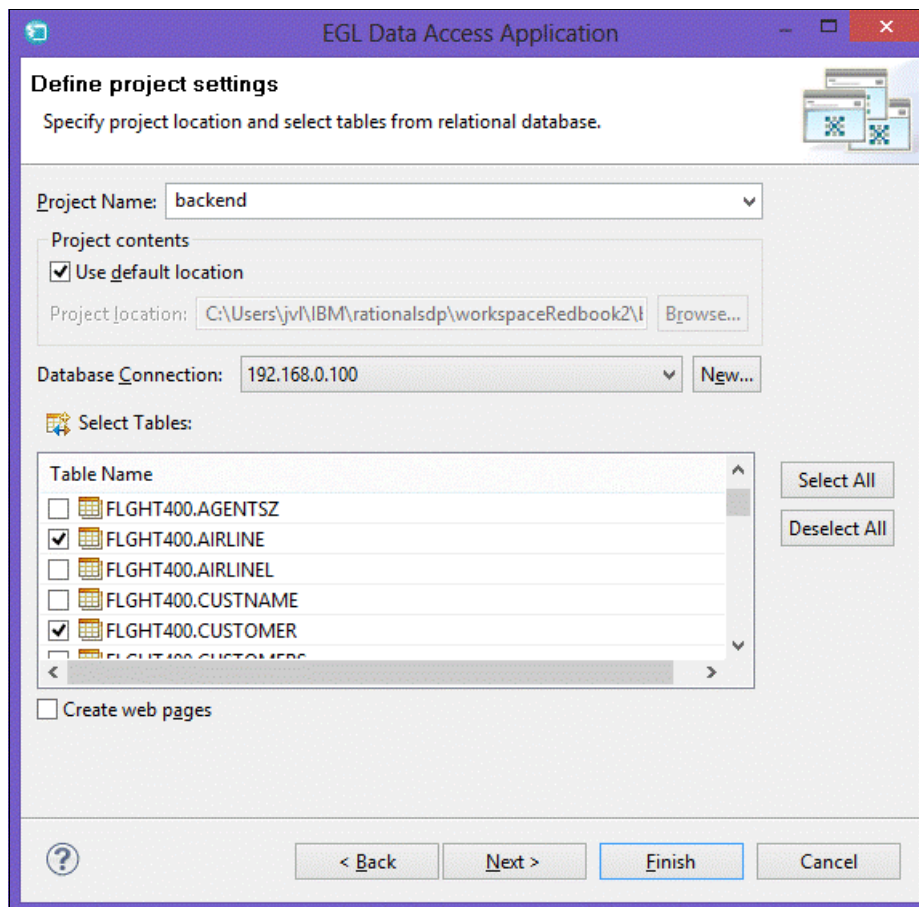 EGL Data Access Application
Define project settings
Specify project location and select tables from relational database.
Project Name: backend
Project contents
Use default location
Project location: C:\Users\jvl\IBM\rationalsdp\workspaceRedbook2\ Browse...
Database Connection: 192.168.0.100 New...
Select Tables:
Table Name
Select All
FLGHT400.AGENTSZ
Deselect All
FLGHT400.AIRLINE
FLGHT400.AIRLINEL
FLGHT400.CUSTNAME
FLGHT400.CUSTOMER
FLGHT400.CUSTOMERS
Create web pages
? < Back Next > Finish Cancel